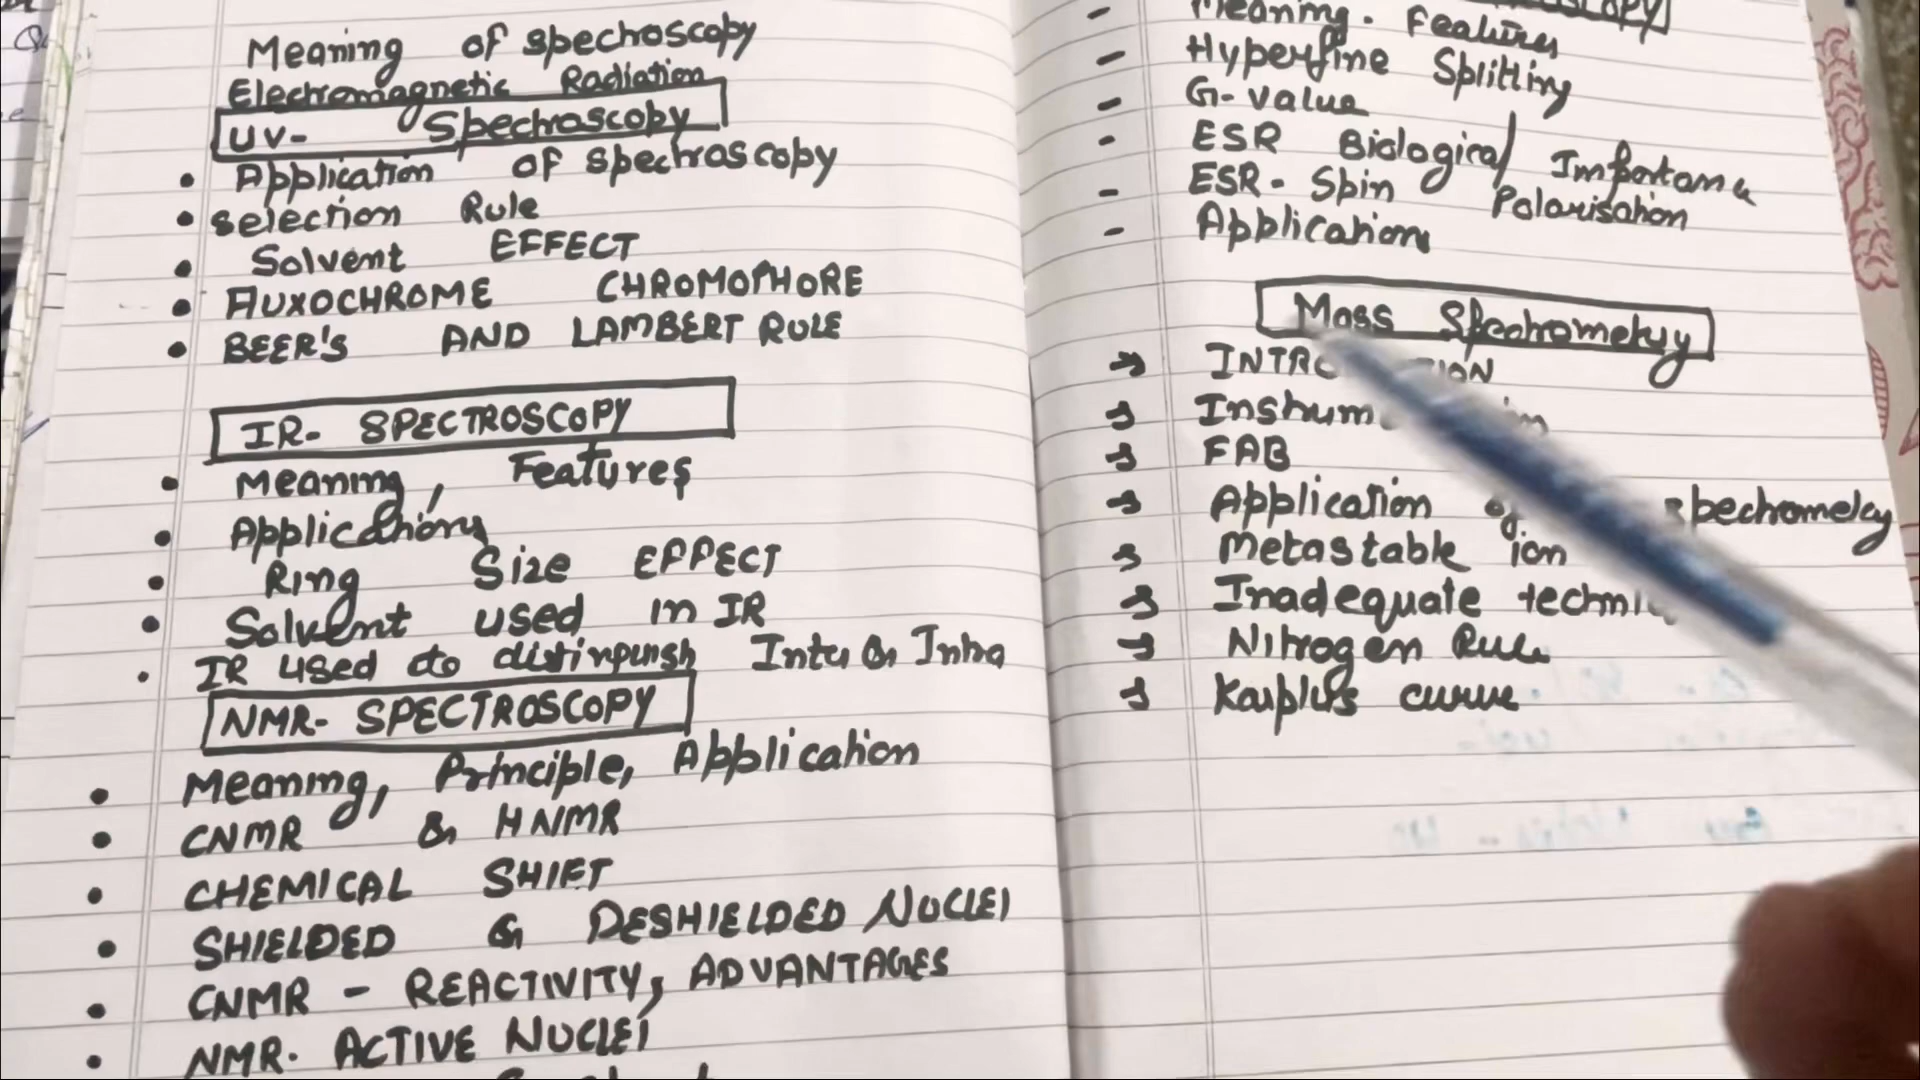 Meaning of spectroscopy
Electromagnetic Radiation
UV- Spectroscopy
• Application of spectroscopy
• Selection Rule
• Solvent EFFECT
• AUXOCHROME CHROMOPHORE
• BEER'S AND LAMBERT RULE
IR- SPECTROSCOPY
• Meaning, Features
• Applications
• Ring Size EFFECT
• Solvent used in IR
• IR used to distinguish Inter & Intra
NMR- SPECTROSCOPY
• Meaning, Principle, Application
• CNMR & HNMR
• CHEMICAL SHIFT
• SHIELDED & DESHIELDED NUCLEI
• CNMR - REACTIVITY, ADVANTAGES
• NMR. ACTIVE NUCLEI
- Meaning. Features
- Hyperfine Splitting
- G-value
- ESR Biological Importance
- ESR- Spin Polarisation
- Applications
Mass Spectrometry
→ INTRO
→ Instrum
→ FAB
→ Application spectrometry
→ Metastable ion
→ Inadequate
→ Nitrogen Rule
→ Karplus curve